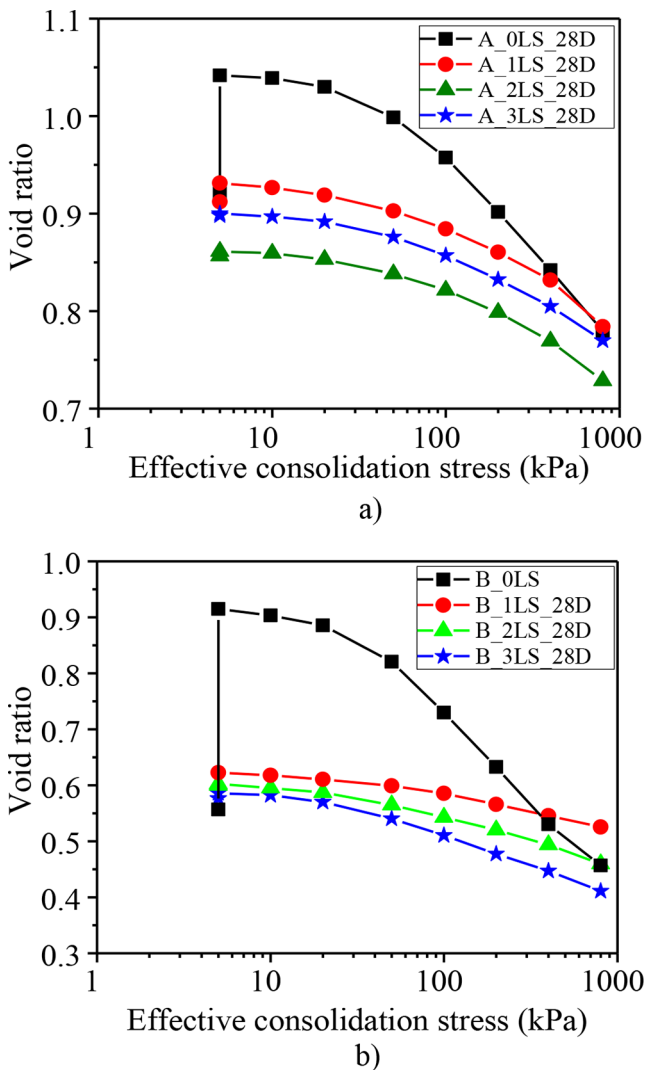 1.1
1.0
0.9
0.8
0.7
Void ratio
A_0LS_28D
A_1LS_28D
A_2LS_28D
A_3LS_28D
1 10 100 1000
Effective consolidation stress (kPa)
a)
1.0
0.9
0.8
0.7
0.6
0.5
0.4
0.3
Void ratio
B_0LS
B_1LS_28D
B_2LS_28D
B_3LS_28D
1 10 100 1000
Effective consolidation stress (kPa)
b)